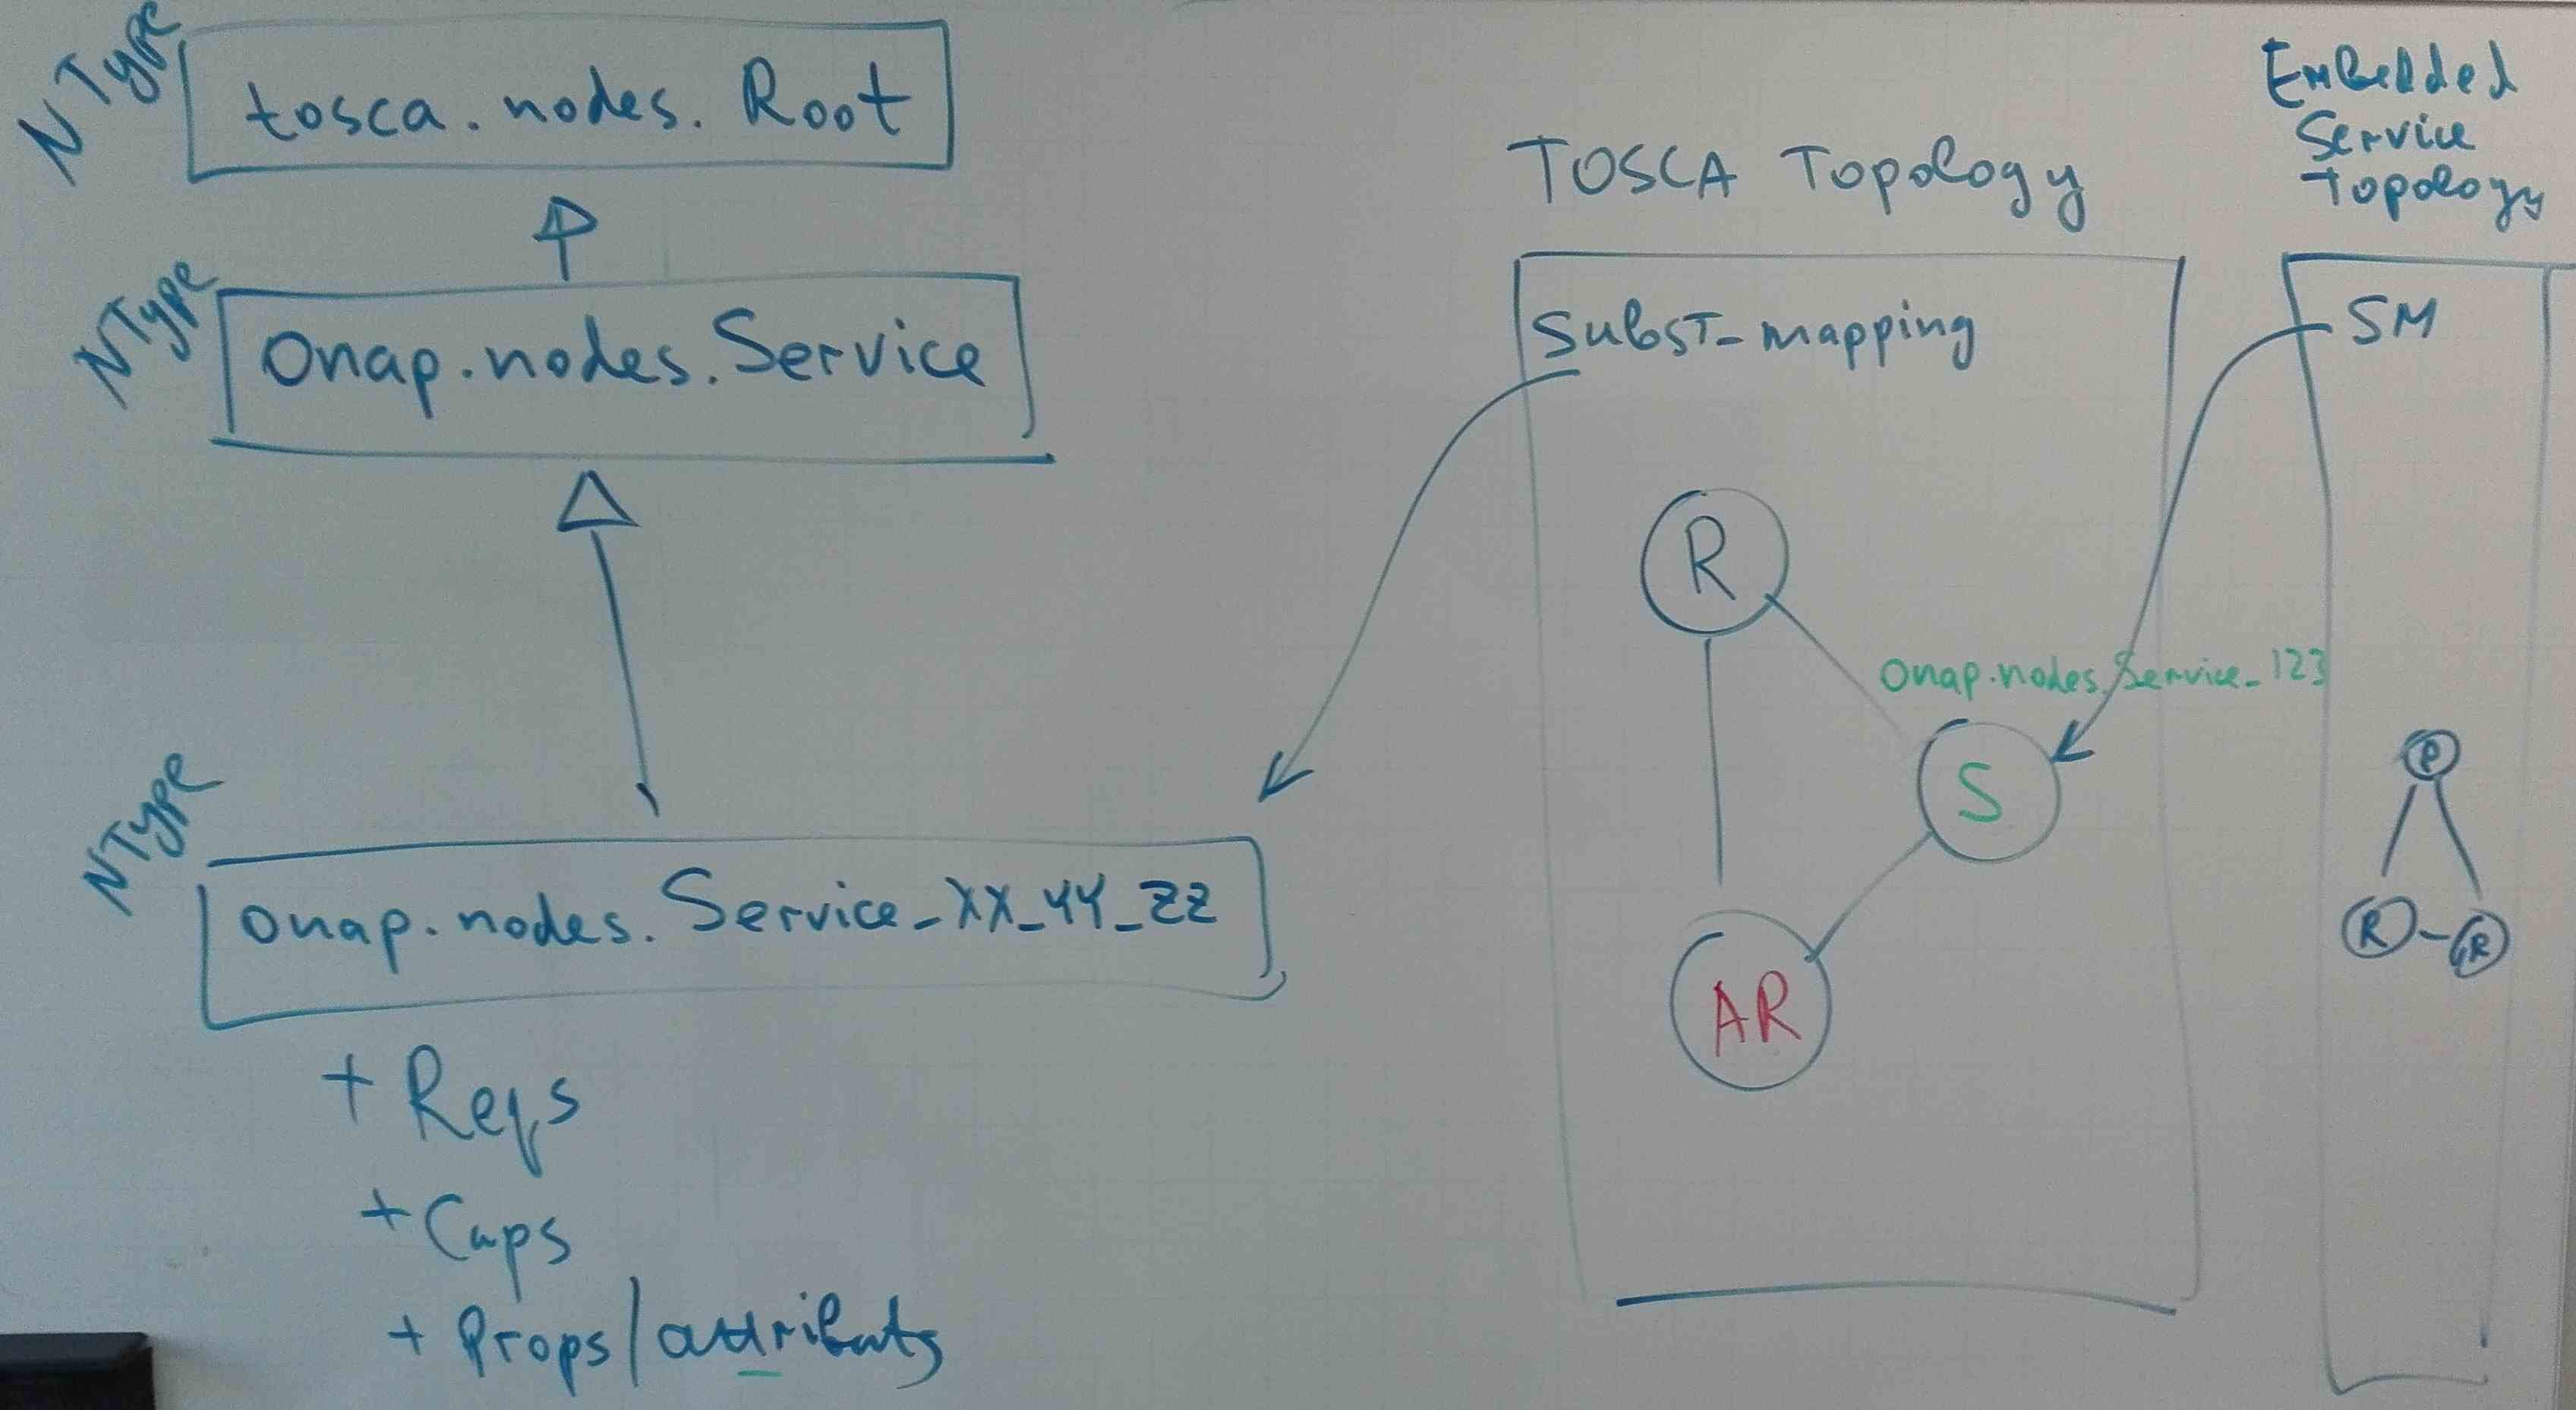 NType
tosca.nodes.Root
NType
Onap.nodes.Service
NType
onap.nodes.Service_XX_YY_ZZ
+ Reqs
+ Caps
+ Props/attributs
TOSCA Topology
Subst_mapping
R
Onap.nodes.Service_123
S
AR
Embedded
Service
Topology
SM
R
R